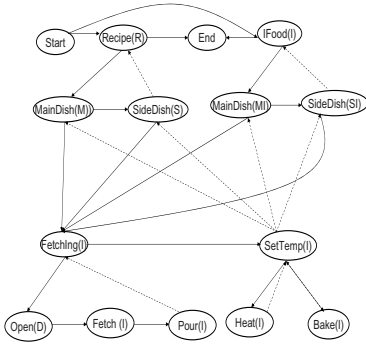 Start
Recipe(R)
End
IFood(I)
MainDish(M))
SideDish(S)
MainDish(MI)
SideDish(SI)
FetchIng(I)
SetTemp(I)
Open(D)
Fetch (I)
Pour(I)
Heat(I)
Bake(I)